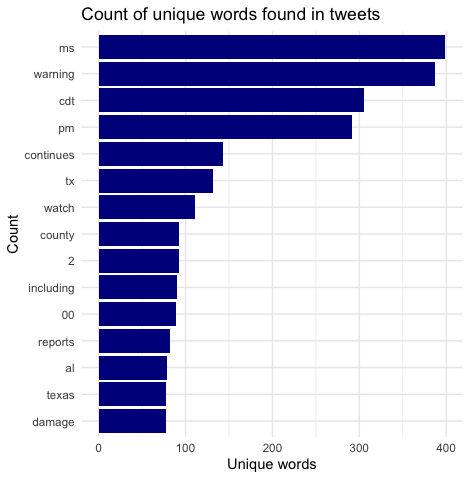 Count of unique words found in tweets
ms
warning
cdt
pm
continues
tx
watch
county
2
including
00
reports
al
texas
damage
Count
0 100 200 300 400
Unique words